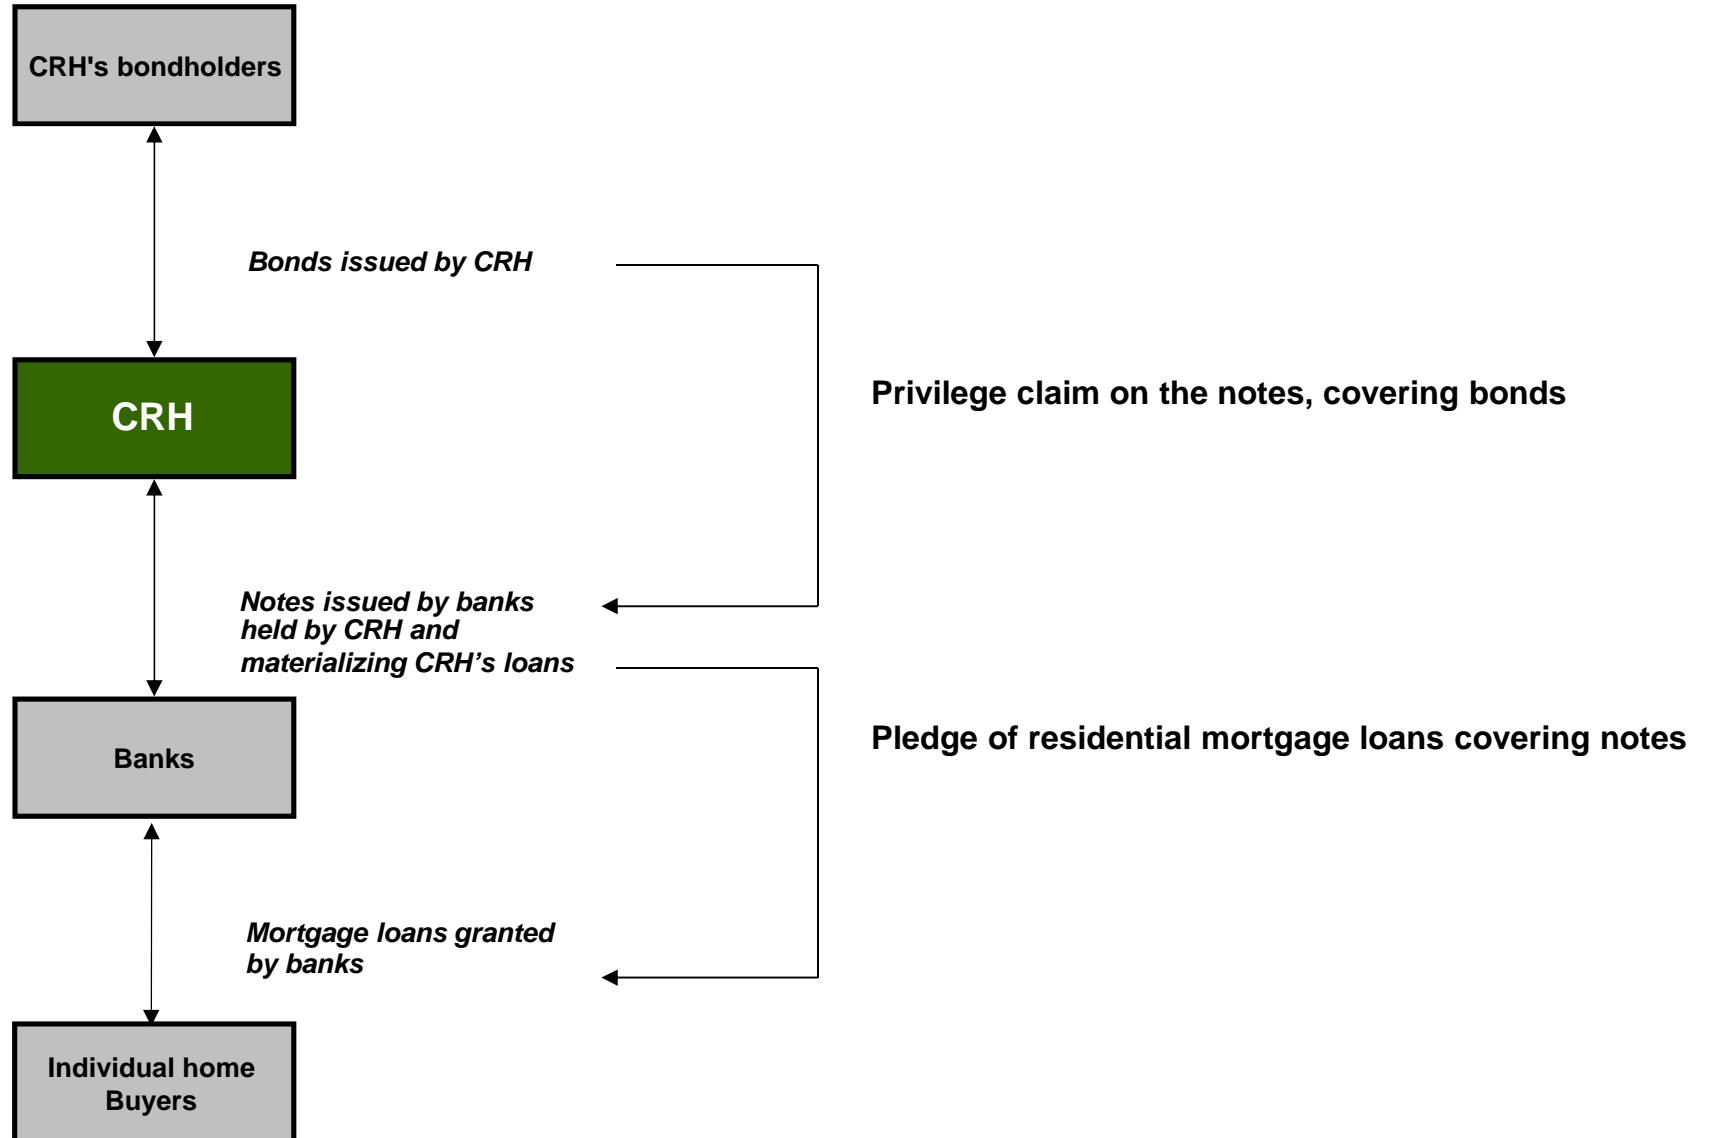 CRH's bondholders
Bonds issued by CRH
Privilege claim on the notes, covering bonds
CRH
Notes issued by banks
held by CRH and
materializing CRH’s loans
Pledge of residential mortgage loans covering notes
Banks
Mortgage loans granted
by banks
Individual home
Buyers